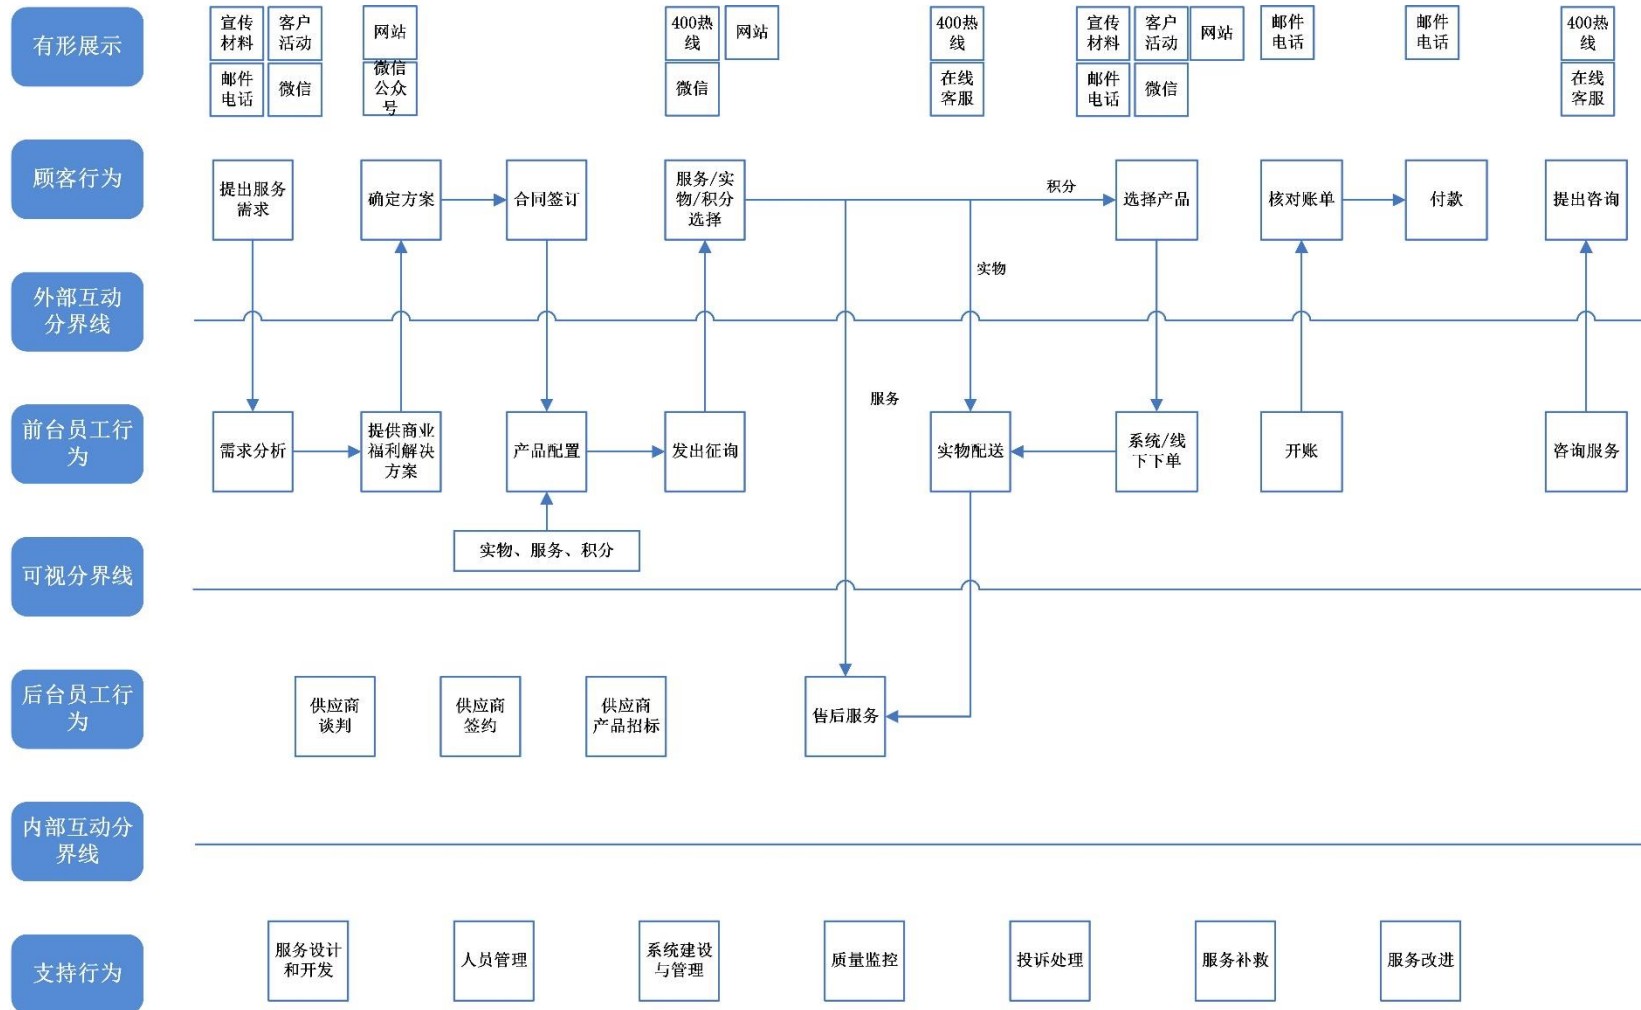 有形展示
宣传
材料
客户
活动
网站
400热
线
网站
400热
线
宣传
材料
客户
活动
网站
邮件
电话
邮件
电话
400热
线
邮件
电话
微信
微信
公众
号
微信
在线
客服
邮件
电话
微信
在线
客服
顾客行为
提出服务
需求
确定方案
合同签订
服务/实
物/积分
选择
积分
选择产品
核对账单
付款
提出咨询
实物
外部互动
分界线
服务
前台员工行
为
需求分析
提供商业
福利解决
方案
产品配置
发出征询
实物配送
系统/线
下下单
开账
咨询服务
实物、服务、积分
可视分界线
后台员工行
为
供应商
谈判
供应商
签约
供应商
产品招标
售后服务
内部互动分
界线
支持行为
服务设计
和开发
人员管理
系统建设
与管理
质量监控
投诉处理
服务补救
服务改进